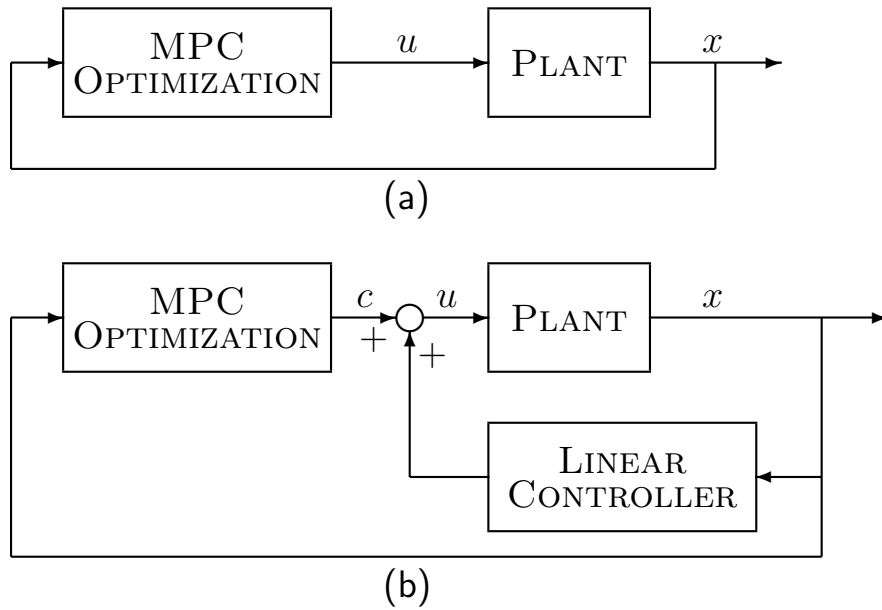 MPC
OPTIMIZATION
u
PLANT
x
(a)
MPC
OPTIMIZATION
c
+
u
+
PLANT
x
LINEAR
CONTROLLER
(b)